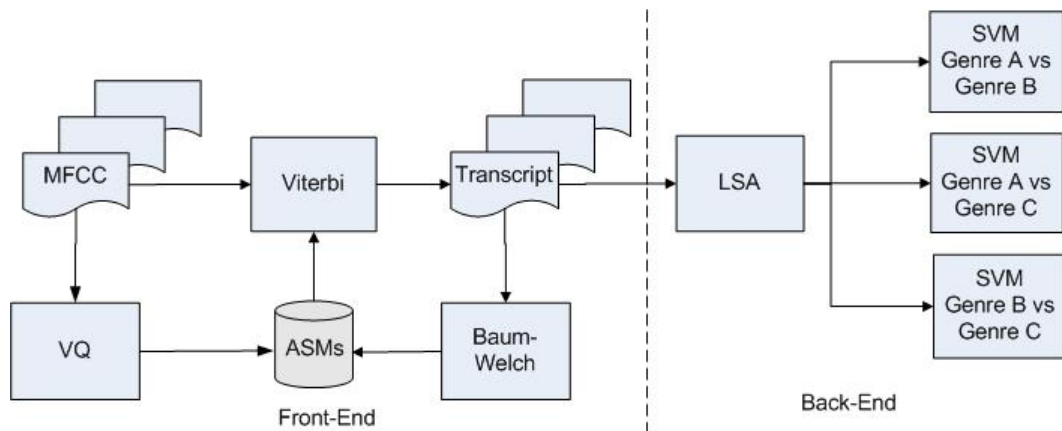 MFCC
Viterbi
Transcript
LSA
SVM
Genre A vs
Genre B
SVM
Genre A vs
Genre C
SVM
Genre B vs
Genre C
VQ
ASMs
Baum-
Welch
Front-End
Back-End